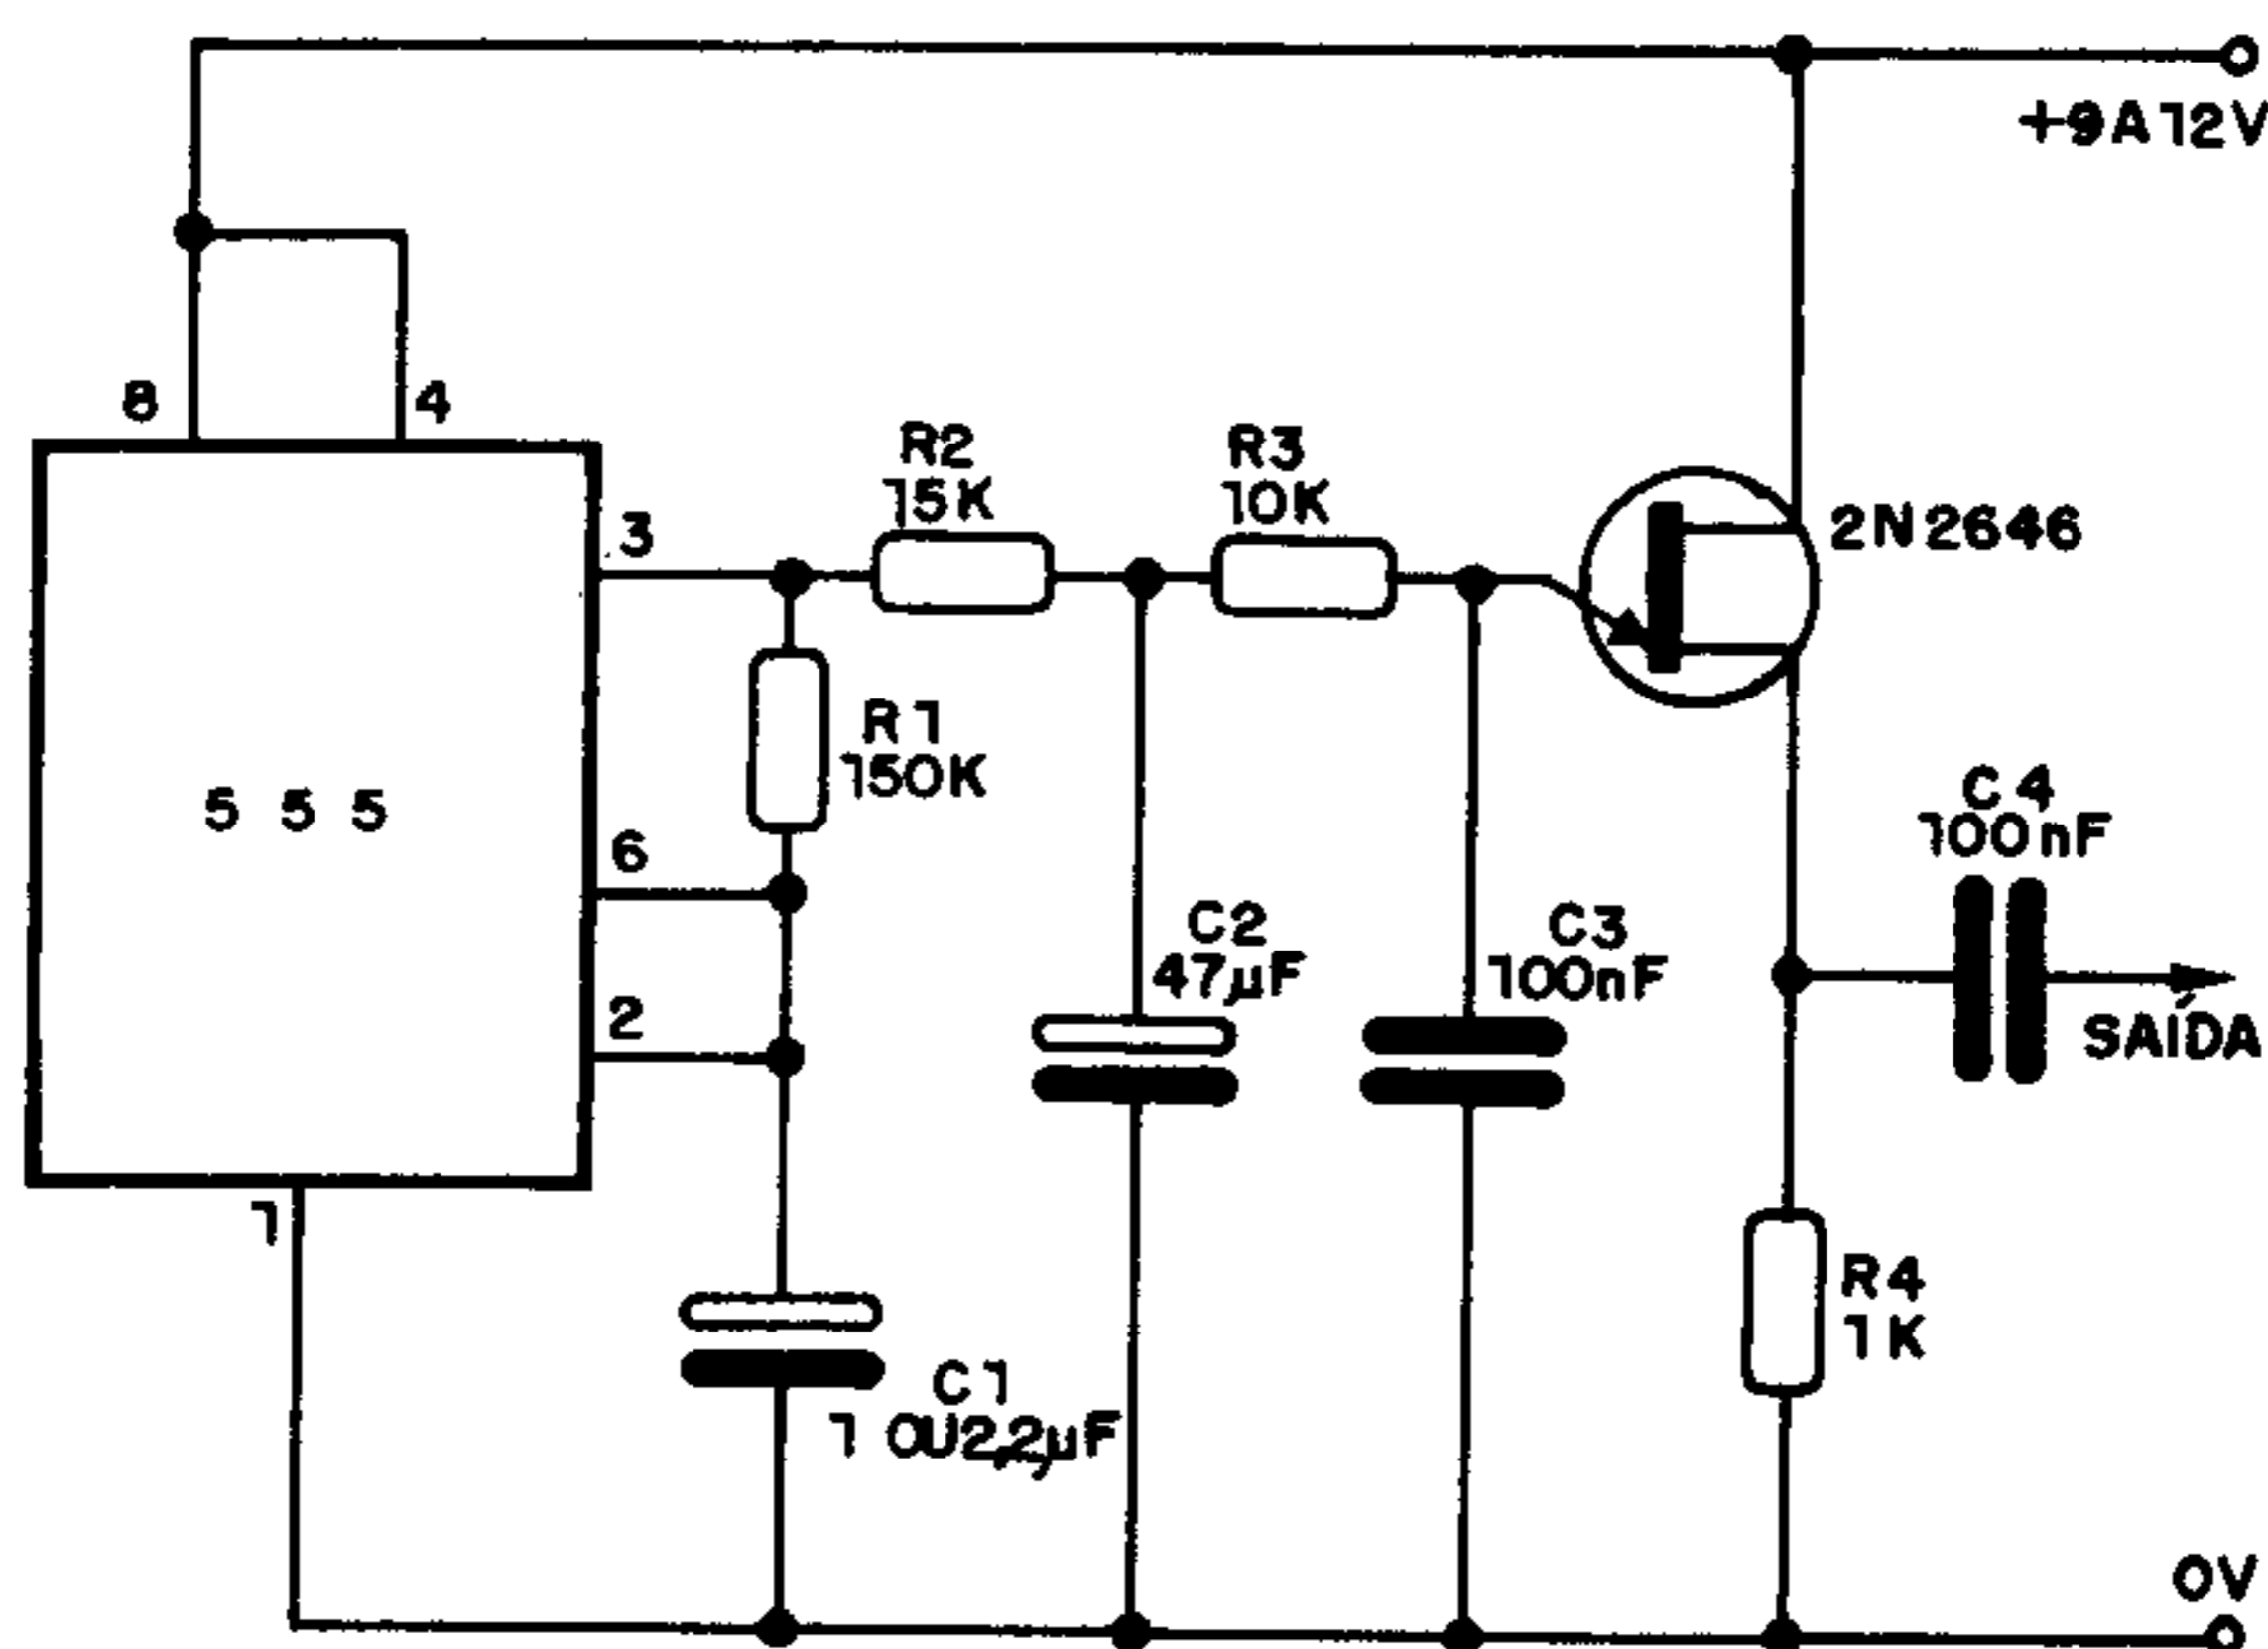 +9A12V
8
4
R2
15K
R3
10K
3
2N2646
R1
150K
555
6
C4
100nF
C2
47µF
C3
100nF
2
SAÍDA
1
R4
1K
C1
1 OU 2,2µF
0V